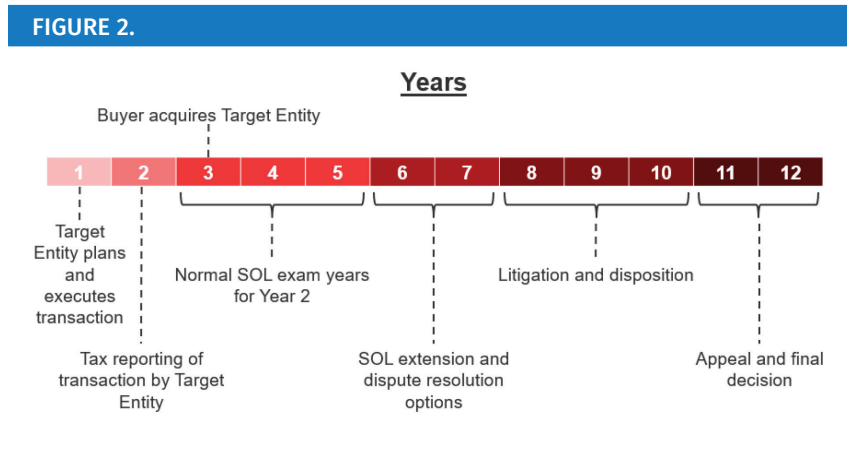 FIGURE 2.
Years
Buyer acquires Target Entity
1 2 3 4 5 6 7 8 9 10 11 12
Target
Entity plans
and
executes
transaction
Normal SOL exam years
for Year 2
Litigation and disposition
Tax reporting of
transaction by Target
Entity
SOL extension and
dispute resolution
options
Appeal and final
decision